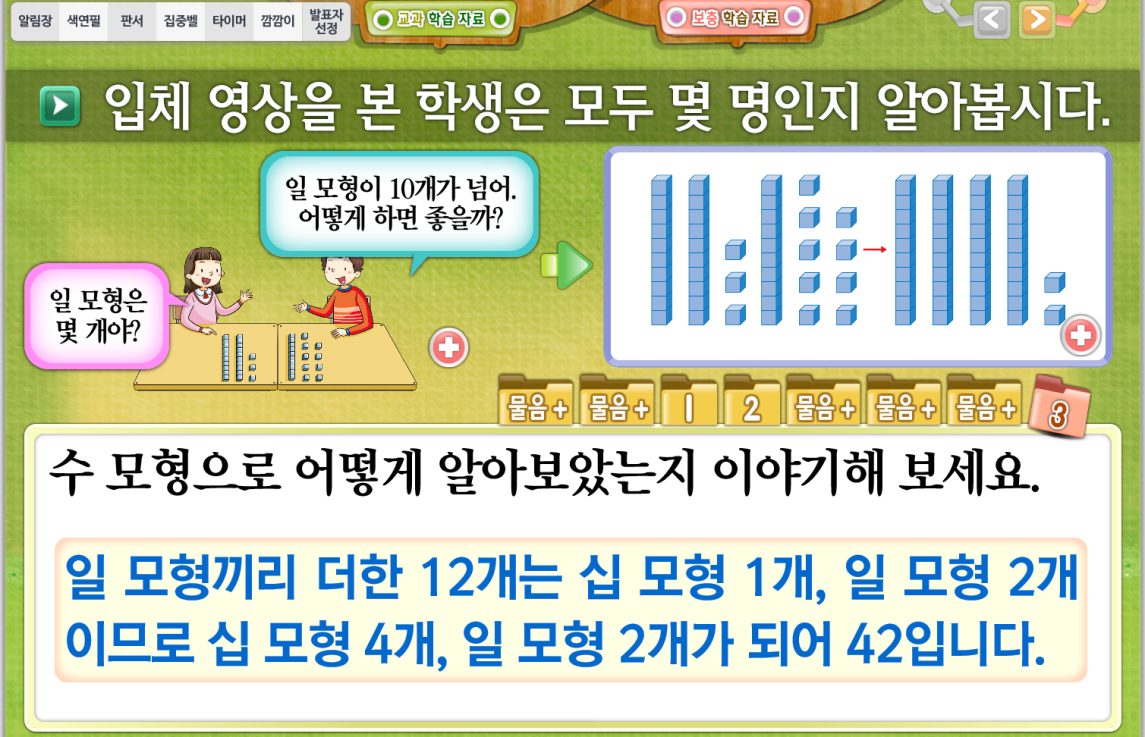 알림장 색연필 판서 집중벨 타이머 깜깜이 발표자
선정
교과 학습 자료
보충 학습 자료
입체 영상을 본 학생은 모두 몇 명인지 알아봅시다.
일 모형이 10개가 넘어.
어떻게 하면 좋을까?
일 모형은
몇 개야?
물음+ 물음+ 1 2 물음+ 물음+ 물음+ 3
수 모형으로 어떻게 알아보았는지 이야기해 보세요.
일 모형끼리 더한 12개는 십 모형 1개, 일 모형 2개
이므로 십 모형 4개, 일 모형 2개가 되어 42입니다.